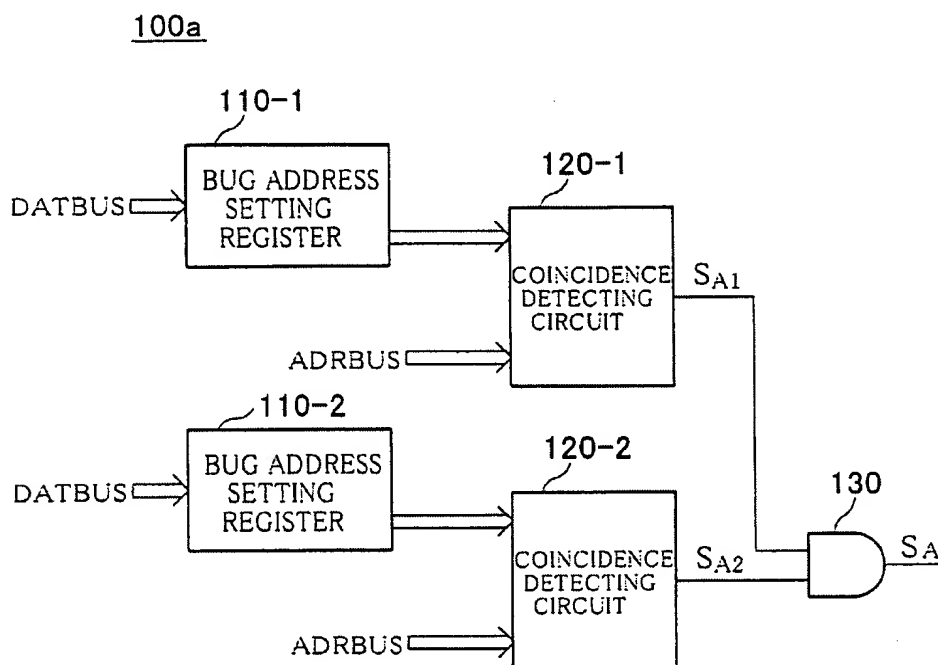 100a
110-1
BUG ADDRESS
SETTING
REGISTER
DATBUS
120-1
COINCIDENCE
DETECTING
CIRCUIT
SA1
ADRBUS
110-2
BUG ADDRESS
SETTING
REGISTER
DATBUS
120-2
COINCIDENCE
DETECTING
CIRCUIT
SA2
130
SA
ADRBUS